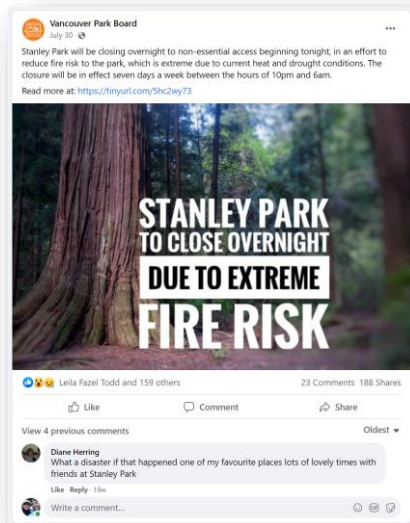 Vancouver Park Board
July 30 ·
Stanley Park will be closing overnight to non-essential access beginning tonight, in an effort to
reduce fire risk to the park, which is extreme due to current heat and drought conditions. The
closure will be in effect seven days a week between the hours of 10pm and 6am.
Read more at: https://tinyurl.com/5hc2wy73
STANLEY PARK
TO CLOSE OVERNIGHT
DUE TO EXTREME
FIRE RISK
Leila Fazel Todd and 159 others 23 Comments 188 Shares
Like Comment Share
View 4 previous comments Oldest
Diane Herring
What a disaster if that happened one of my favourite places lots of lovely times with
friends at Stanley Park
Like · Reply · 18w
Write a comment...